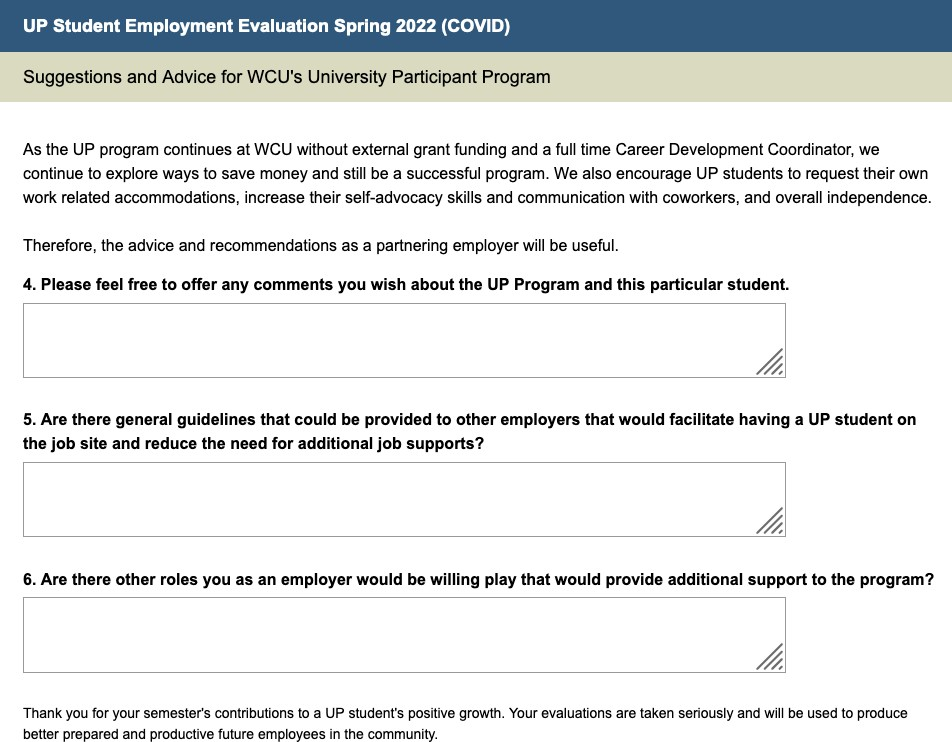 UP Student Employment Evaluation Spring 2022 (COVID)
Suggestions and Advice for WCU's University Participant Program
As the UP program continues at WCU without external grant funding and a full time Career Development Coordinator, we
continue to explore ways to save money and still be a successful program. We also encourage UP students to request their own
work related accommodations, increase their self-advocacy skills and communication with coworkers, and overall independence.
Therefore, the advice and recommendations as a partnering employer will be useful.
4. Please feel free to offer any comments you wish about the UP Program and this particular student.
5. Are there general guidelines that could be provided to other employers that would facilitate having a UP student on
the job site and reduce the need for additional job supports?
6. Are there other roles you as an employer would be willing play that would provide additional support to the program?
Thank you for your semester's contributions to a UP student's positive growth. Your evaluations are taken seriously and will be used to produce
better prepared and productive future employees in the community.